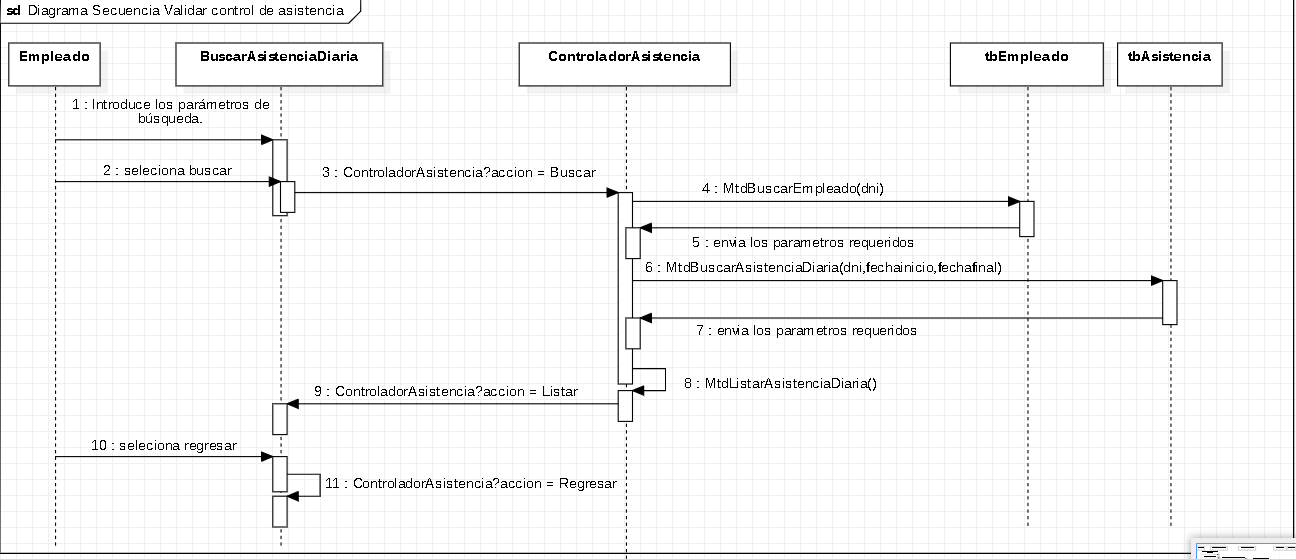 sd Diagrama Secuencia Validar control de asistencia
Empleado
BuscarAsistenciaDiaria
ControladorAsistencia
tbEmpleado
tbAsistencia
1 : Introduce los parámetros de
búsqueda.
2 : seleciona buscar
3 : ControladorAsistencia?accion = Buscar
4 : MtdBuscarEmpleado(dni)
5 : envia los parametros requeridos
6 : MtdBuscarAsistenciaDiaria(dni,fechainicio,fechafinal)
7 : envia los parametros requeridos
8 : MtdListarAsistenciaDiaria()
9 : ControladorAsistencia?accion = Listar
10 : seleciona regresar
11 : ControladorAsistencia?accion = Regresar